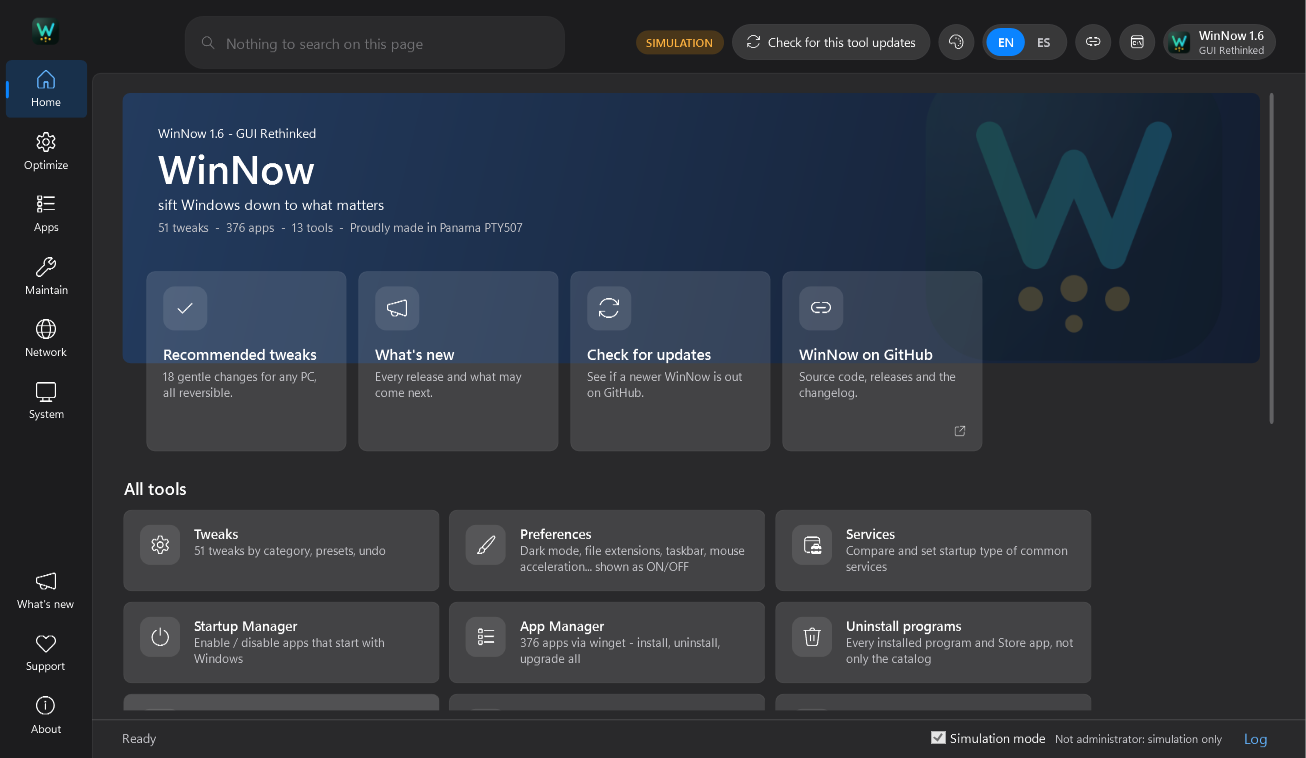 Nothing to search on this page
SIMULATION
Check for this tool updates
EN
ES
WinNow 1.6
GUI Rethinked
Home
Optimize
Apps
Maintain
Network
System
What's new
Support
About
WinNow 1.6 - GUI Rethinked
WinNow
sift Windows down to what matters
51 tweaks - 376 apps - 13 tools - Proudly made in Panama PTY507
Recommended tweaks
18 gentle changes for any PC,
all reversible.
What's new
Every release and what may
come next.
Check for updates
See if a newer WinNow is out
on GitHub.
WinNow on GitHub
Source code, releases and the
changelog.
All tools
Tweaks
51 tweaks by category, presets, undo
Preferences
Dark mode, file extensions, taskbar, mouse
acceleration... shown as ON/OFF
Services
Compare and set startup type of common
services
Startup Manager
Enable / disable apps that start with
Windows
App Manager
376 apps via winget - install, uninstall,
upgrade all
Uninstall programs
Every installed program and Store app, not
only the catalog
Ready
Simulation mode
Not administrator: simulation only
Log